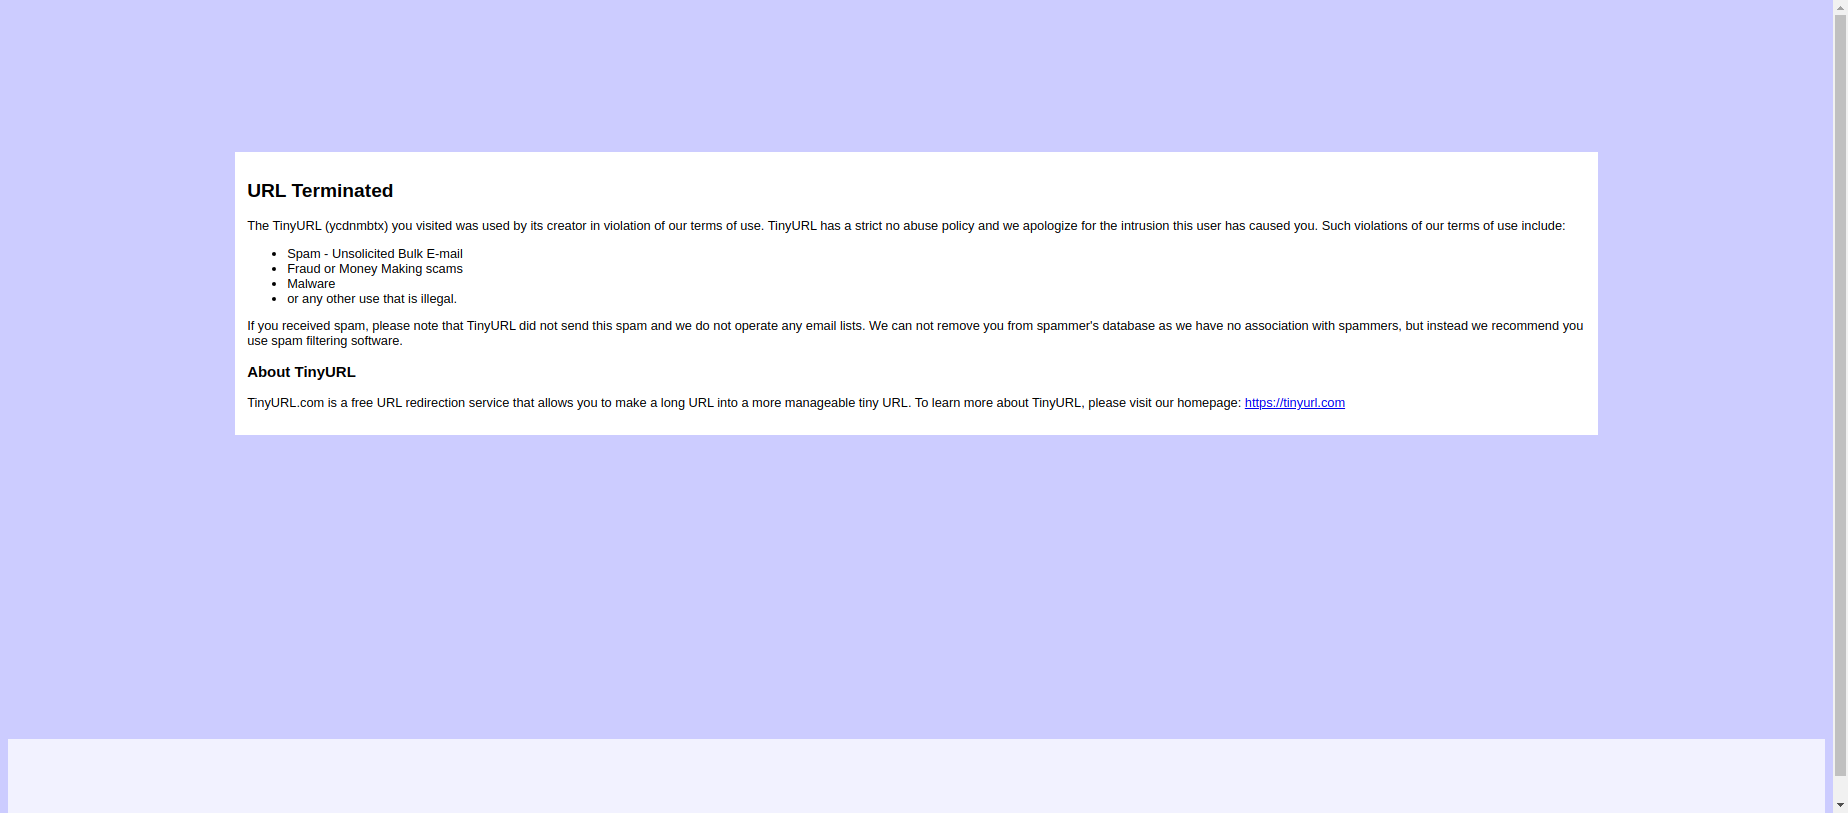 URL Terminated
The TinyURL (ycdnmbtx) you visited was used by its creator in violation of our terms of use. TinyURL has a strict no abuse policy and we apologize for the intrusion this user has caused you. Such violations of our terms of use include:
• Spam - Unsolicited Bulk E-mail
• Fraud or Money Making scams
• Malware
• or any other use that is illegal.
If you received spam, please note that TinyURL did not send this spam and we do not operate any email lists. We can not remove you from spammer's database as we have no association with spammers, but instead we recommend you
use spam filtering software.
About TinyURL
TinyURL.com is a free URL redirection service that allows you to make a long URL into a more manageable tiny URL. To learn more about TinyURL, please visit our homepage: https://tinyurl.com